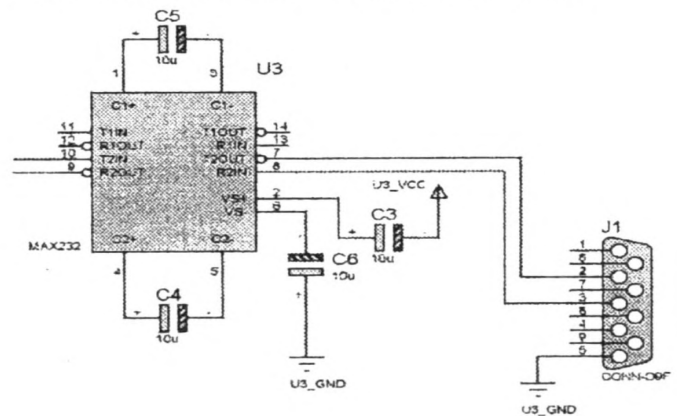 C5
+ -
10u
1
3
U3
C1+ C1-
11 T1IN T1OUT 14
12 R1OUT R1IN 13
10 T2IN T2OUT 7
9 R2OUT R2IN 8
VS+ 2
VS- 6
U3_VCC
C3
+ -
10u
MAX232
C2+ C2-
4
5
C4
+ -
10u
C6
10u
+
U3_GND
J1
1
6
2
7
3
8
4
9
5
CONN-D9F
U3_GND